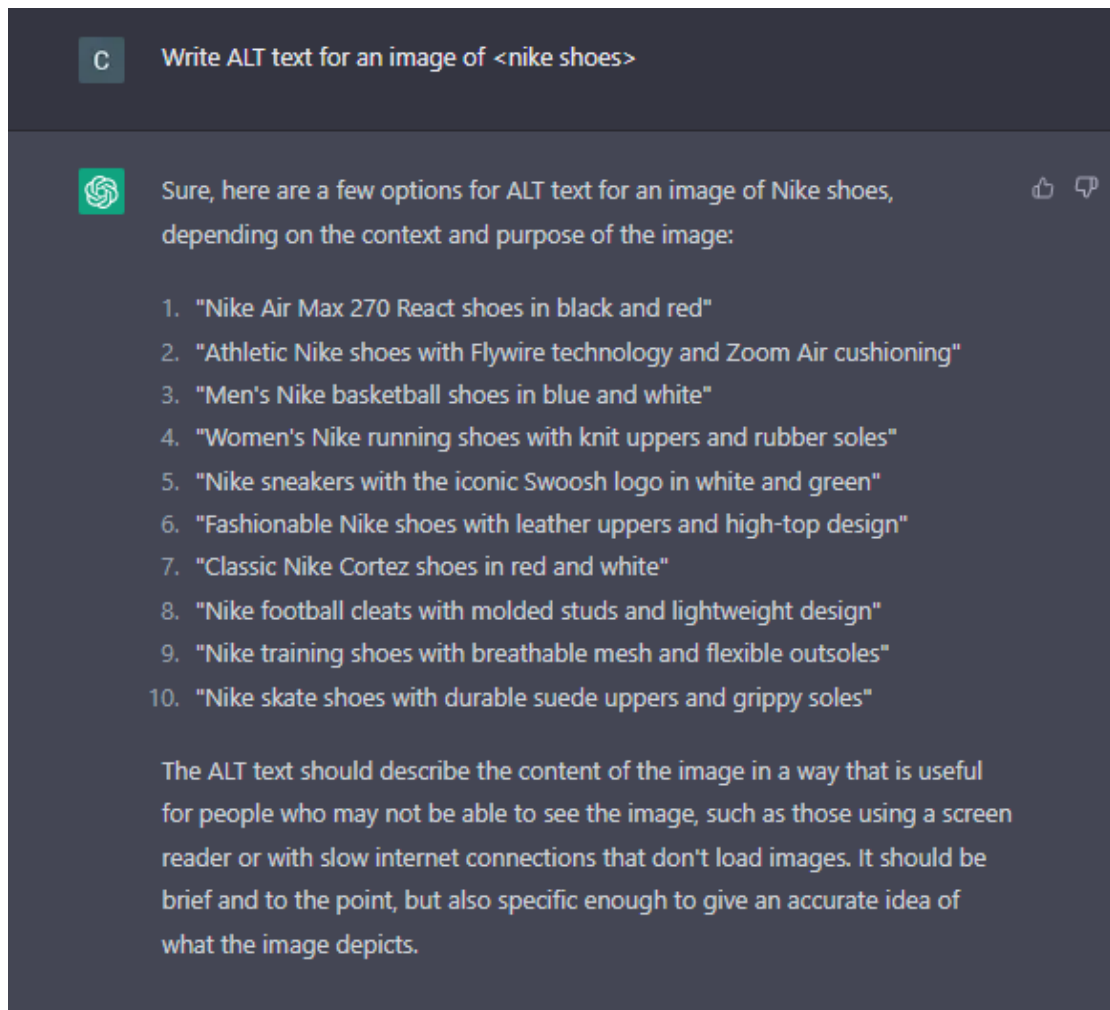 C
Write ALT text for an image of <nike shoes>
Sure, here are a few options for ALT text for an image of Nike shoes,
depending on the context and purpose of the image:
1. "Nike Air Max 270 React shoes in black and red"
2. "Athletic Nike shoes with Flywire technology and Zoom Air cushioning"
3. "Men's Nike basketball shoes in blue and white"
4. "Women's Nike running shoes with knit uppers and rubber soles"
5. "Nike sneakers with the iconic Swoosh logo in white and green"
6. "Fashionable Nike shoes with leather uppers and high-top design"
7. "Classic Nike Cortez shoes in red and white"
8. "Nike football cleats with molded studs and lightweight design"
9. "Nike training shoes with breathable mesh and flexible outsoles"
10. "Nike skate shoes with durable suede uppers and grippy soles"
The ALT text should describe the content of the image in a way that is useful
for people who may not be able to see the image, such as those using a screen
reader or with slow internet connections that don't load images. It should be
brief and to the point, but also specific enough to give an accurate idea of
what the image depicts.